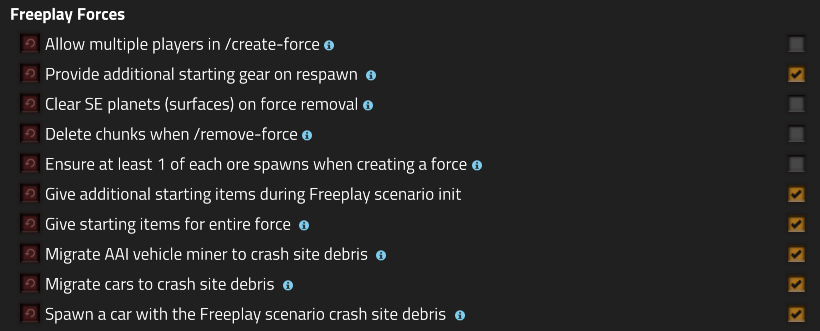 Freeplay Forces
Allow multiple players in /create-force
Provide additional starting gear on respawn
Clear SE planets (surfaces) on force removal
Delete chunks when /remove-force
Ensure at least 1 of each ore spawns when creating a force
Give additional starting items during Freeplay scenario init
Give starting items for entire force
Migrate AAI vehicle miner to crash site debris
Migrate cars to crash site debris
Spawn a car with the Freeplay scenario crash site debris